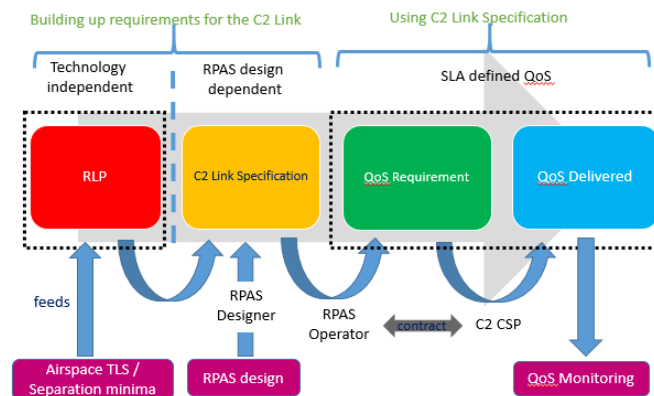 Building up requirements for the C2 Link
Using C2 Link Specification
Technology
independent
RPAS design
dependent
SLA defined QoS
RLP
C2 Link Specification
QoS Requirement
QoS Delivered
feeds
RPAS
Designer
RPAS
Operator
contract
C2 CSP
Airspace TLS /
Separation minima
RPAS design
QoS Monitoring